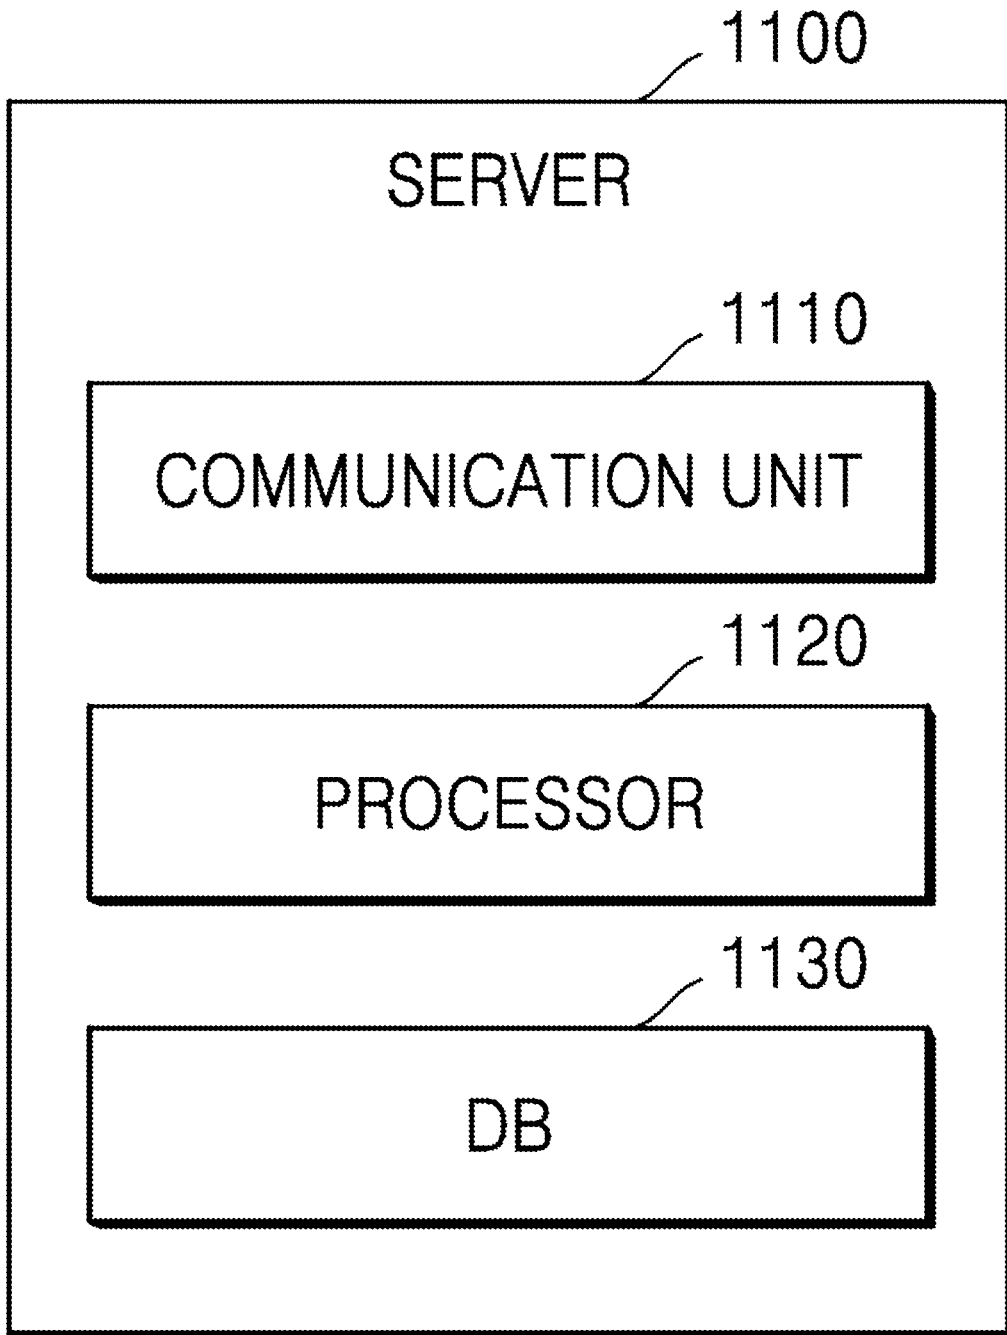 1100
SERVER
1110
COMMUNICATION UNIT
1120
PROCESSOR
1130
DB